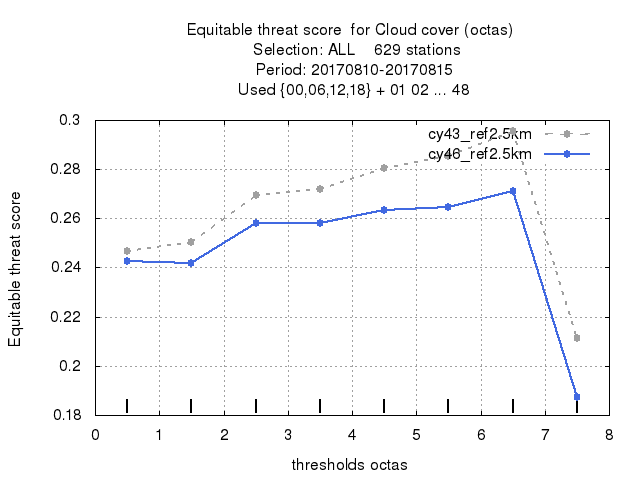 Equitable threat score  for Cloud cover (octas)
Selection: ALL    629 stations
Period: 20170810-20170815
Used {00,06,12,18} + 01 02 ... 48
cy43_ref2.5km
cy46_ref2.5km
Equitable threat score
0.3
0.28
0.26
0.24
0.22
0.2
0.18
0 1 2 3 4 5 6 7 8
thresholds octas